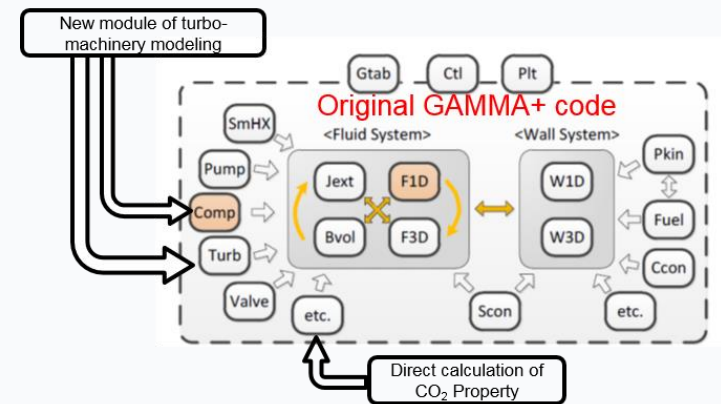 New module of turbo-
machinery modeling
Gtab
Ctl
Plt
Original GAMMA+ code
SmHX
<Fluid System>
<Wall System>
Pump
Jext
F1D
W1D
Pkin
Comp
Fuel
Turb
Bvol
F3D
W3D
Ccon
Valve
etc.
Scon
etc.
Direct calculation of
CO₂ Property